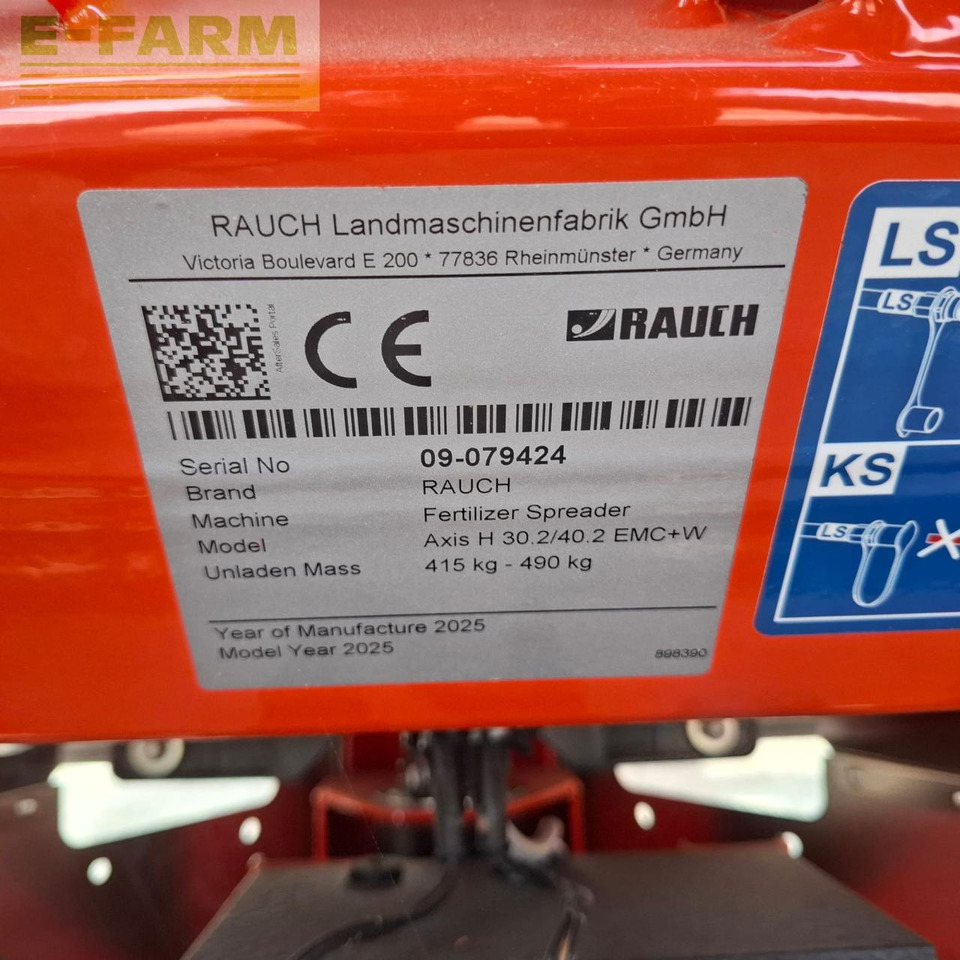 E-FARM
RAUCH Landmaschinenfabrik GmbH
Victoria Boulevard E 200 * 77836 Rheinmünster * Germany
AfterSales Portal
CE
RAUCH
Serial No 09-079424
Brand RAUCH
Machine Fertilizer Spreader
Model Axis H 30.2/40.2 EMC+W
Unladen Mass 415 kg - 490 kg
Year of Manufacture 2025
Model Year 2025
898390
LS
LS
KS
LS